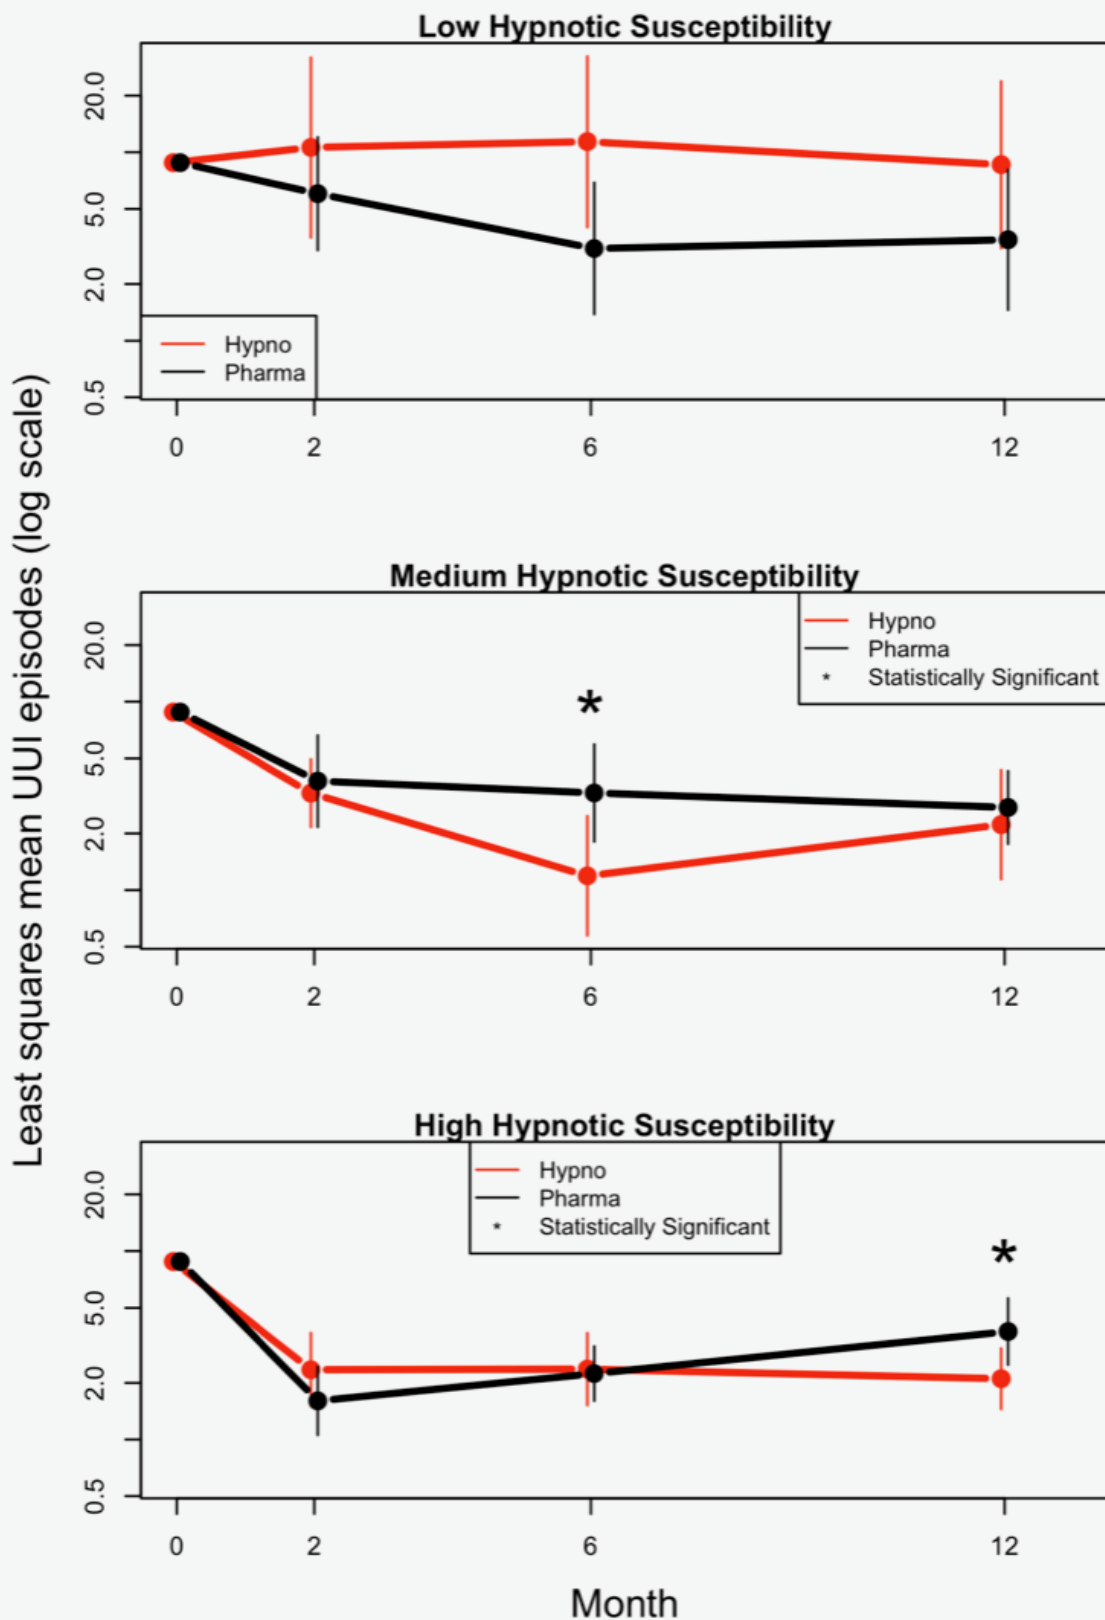 Least squares mean UUI episodes (log scale)
Low Hypnotic Susceptibility
20.0
5.0
2.0
0.5
Hypno
Pharma
0 2 6 12
Medium Hypnotic Susceptibility
20.0
5.0
2.0
0.5
Hypno
Pharma
* Statistically Significant
*
0 2 6 12
High Hypnotic Susceptibility
20.0
5.0
2.0
0.5
Hypno
Pharma
* Statistically Significant
*
0 2 6 12
Month